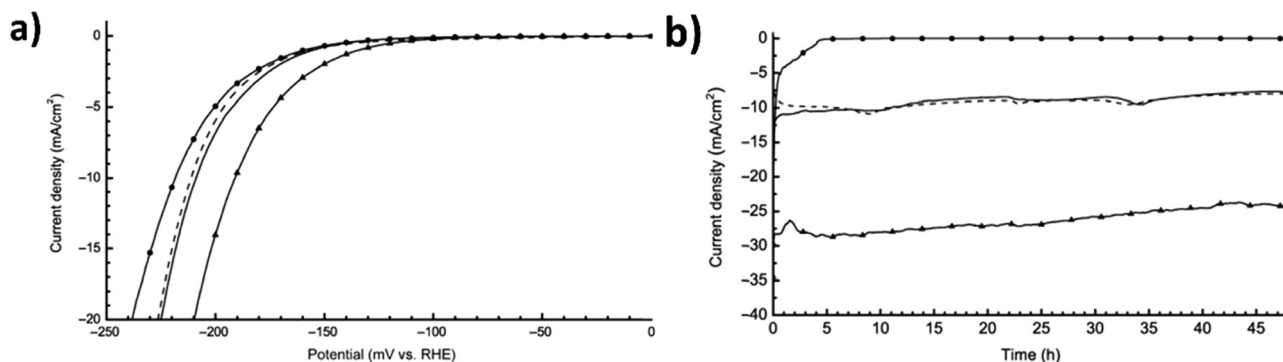 a)
0
−5
−10
−15
−20
Current density (mA/cm²)
−250 −200 −150 −100 −50 0
Potential (mV vs. RHE)
b)
0
−5
−10
−15
−20
−25
−30
−35
−40
Current density (mA/cm²)
0 5 10 15 20 25 30 35 40 45
Time (h)